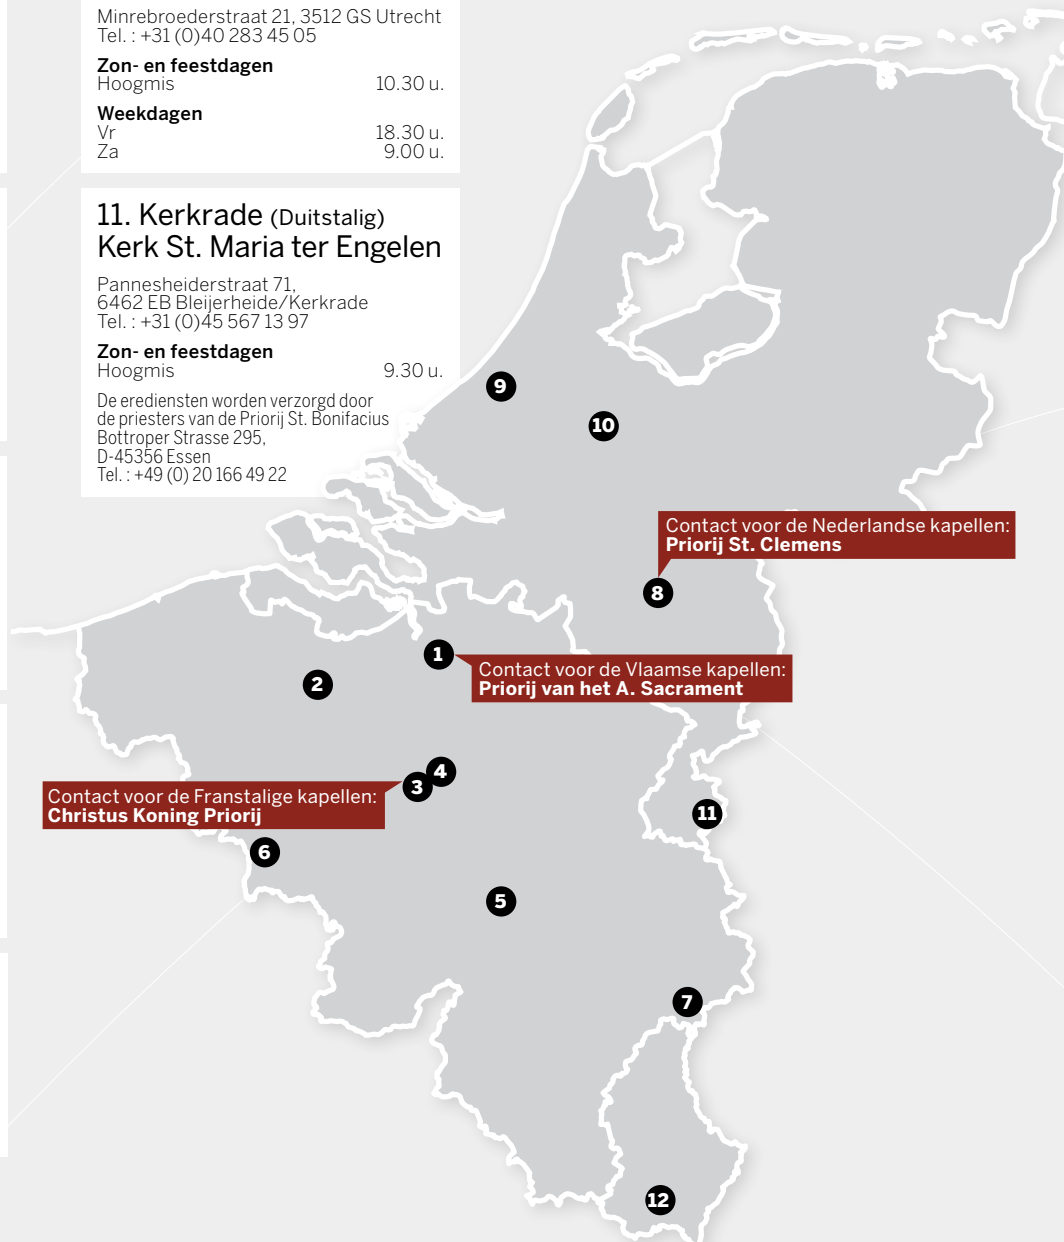 Minrebroederstraat 21, 3512 GS Utrecht
Tel. : +31 (0)40 283 45 05
Zon- en feestdagen
Hoogmis 10.30 u.
Weekdagen
Vr 18.30 u.
Za 9.00 u.
11. Kerkrade (Duitstalig)
Kerk St. Maria ter Engelen
Pannesheiderstraat 71,
6462 EB Bleijerheide/Kerkrade
Tel. : +31 (0)45 567 13 97
Zon- en feestdagen
Hoogmis 9.30 u.
De erediensten worden verzorgd door
de priesters van de Priorij St. Bonifacius
Bottroper Strasse 295,
D-45356 Essen
Tel. : +49 (0) 20 166 49 22
9
10
Contact voor de Nederlandse kapellen:
Priorij St. Clemens
8
1
Contact voor de Vlaamse kapellen:
Priorij van het A. Sacrament
2
4
3
Contact voor de Franstalige kapellen:
Christus Koning Priorij
11
6
5
7
12